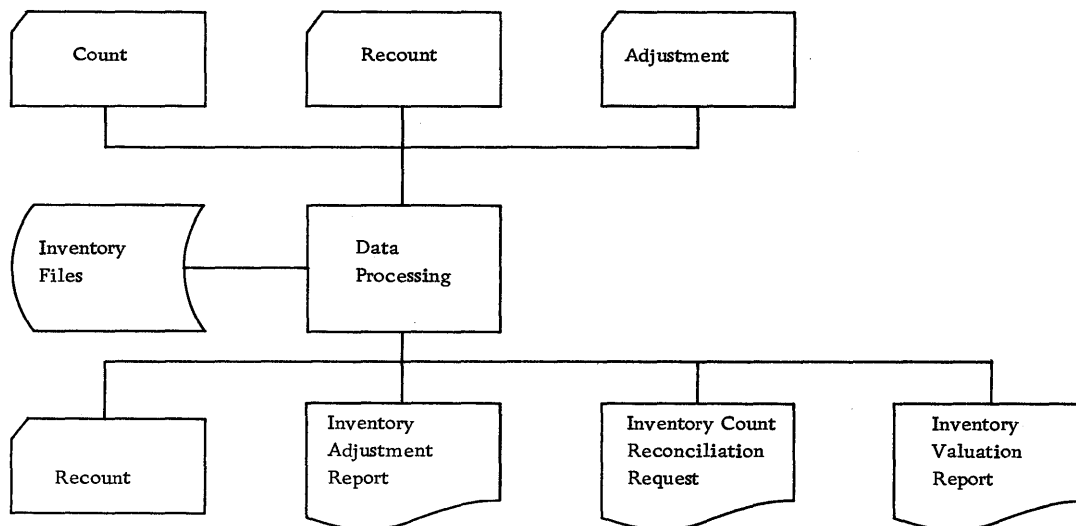 Count
Recount
Adjustment
Inventory
Files
Data
Processing
Recount
Inventory
Adjustment
Report
Inventory Count
Reconciliation
Request
Inventory
Valuation
Report